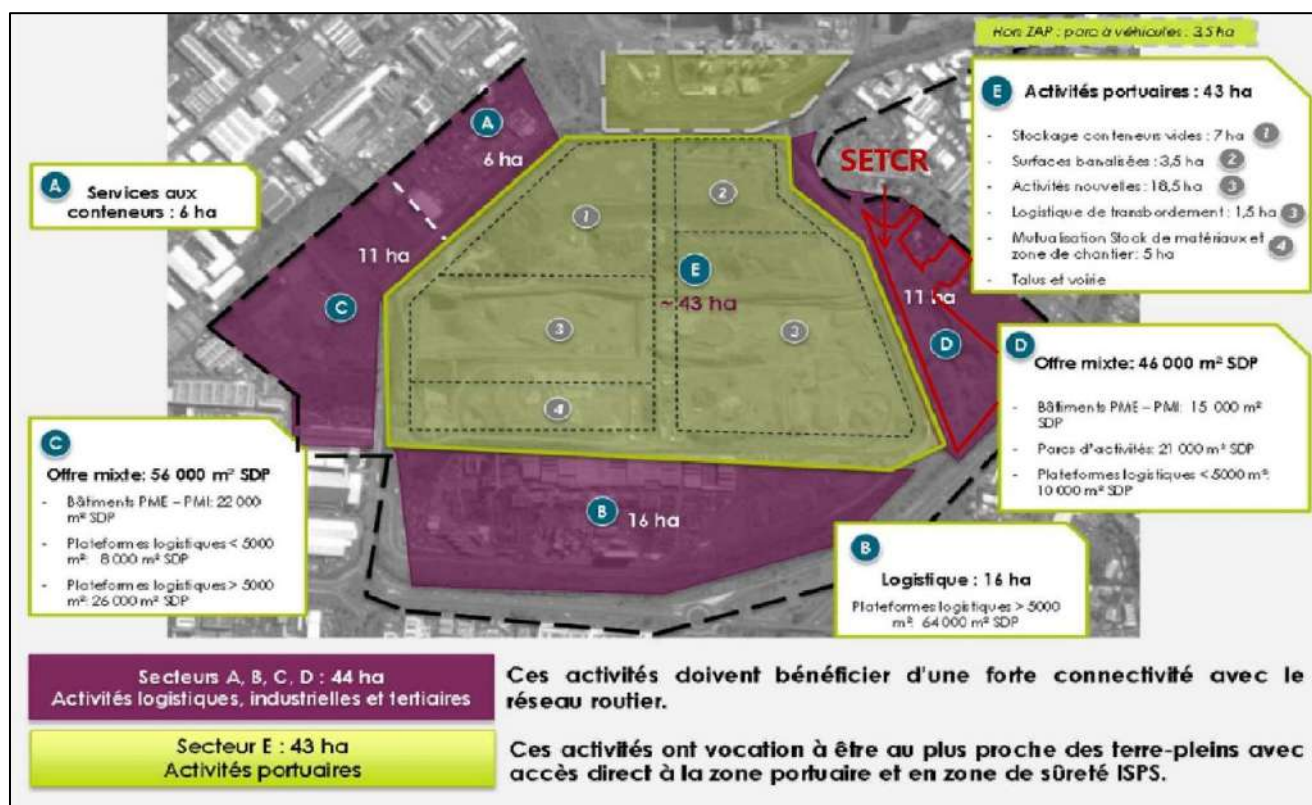 Hors ZAP : parc à véhicules : 3,5 ha
E Activités portuaires : 43 ha
- Stockage conteneurs vides : 7 ha 1
- Surfaces banalisées : 3,5 ha 2
- Activités nouvelles : 18,5 ha 3
- Logistique de transbordement : 1,5 ha 3
- Mutualisation Stock de matériaux et
zone de chantier: 5 ha 4
- Talus et voirie
A
Services aux
conteneurs : 6 ha
A
6 ha
11 ha
C
1
2
E
~ 43 ha
3
3
4
SETCR
11 ha
D
B
16 ha
D
Offre mixte: 46 000 m² SDP
- Bâtiments PME – PMI: 15 000 m²
SDP
- Parcs d'activités: 21 000 m² SDP
- Plateformes logistiques < 5000 m²:
10 000 m² SDP
C
Offre mixte: 56 000 m² SDP
- Bâtiments PME – PMI: 22 000
m² SDP
- Plateformes logistiques < 5000
m²: 8 000 m² SDP
- Plateformes logistiques > 5000
m²: 26 000 m² SDP
B
Logistique : 16 ha
Plateformes logistiques > 5000
m²: 64 000 m² SDP
Secteurs A, B, C, D : 44 ha
Activités logistiques, industrielles et tertiaires
Ces activités doivent bénéficier d'une forte connectivité avec le
réseau routier.
Secteur E : 43 ha
Activités portuaires
Ces activités ont vocation à être au plus proche des terre-pleins avec
accès direct à la zone portuaire et en zone de sûreté ISPS.